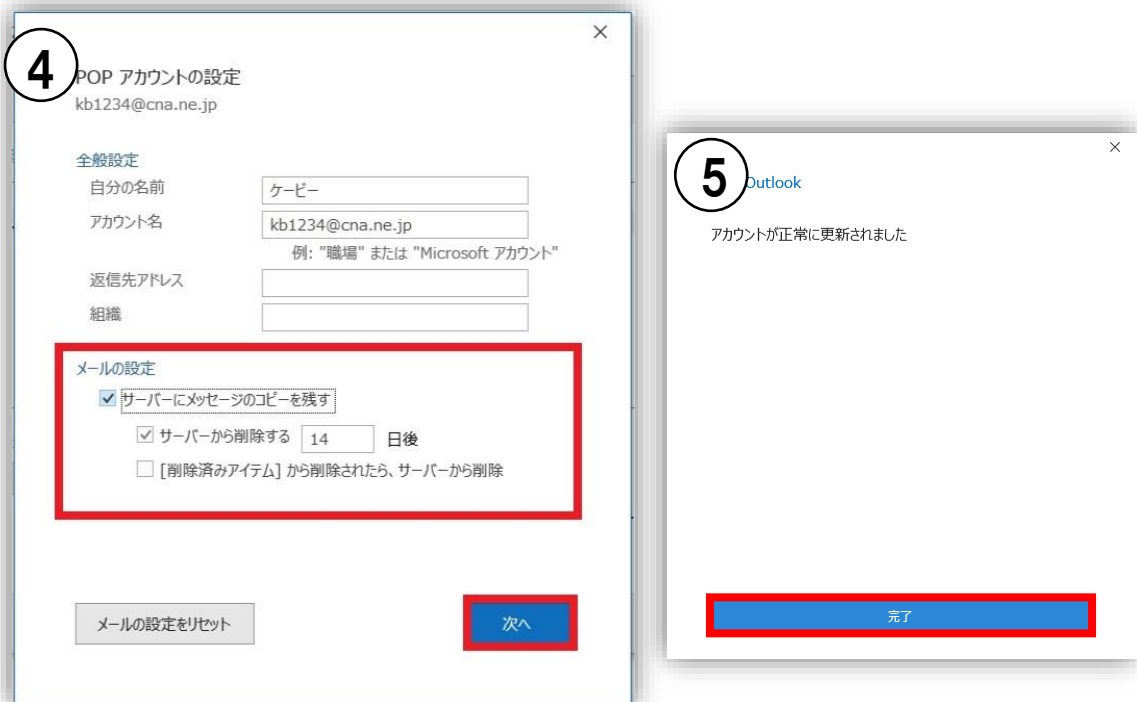 4
POP アカウントの設定
kb1234@cna.ne.jp
全般設定
自分の名前 ケービー
アカウント名 kb1234@cna.ne.jp
例: "職場" または "Microsoft アカウント"
返信先アドレス
組織
メールの設定
サーバーにメッセージのコピーを残す
サーバーから削除する 14 日後
[削除済みアイテム] から削除されたら、サーバーから削除
メールの設定をリセット 次へ
5
Outlook
アカウントが正常に更新されました
完了